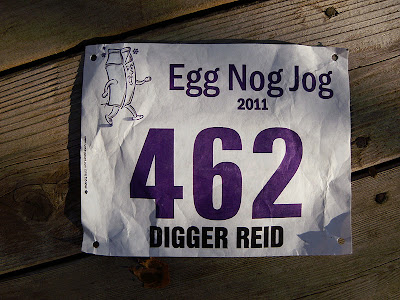 Egg Nog Jog
2011
462
DIGGER REID